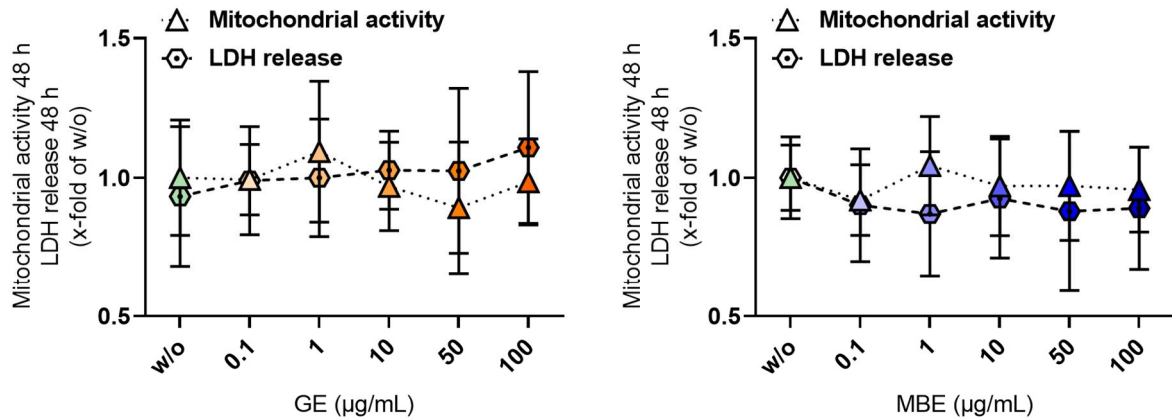 Mitochondrial activity
LDH release
Mitochondrial activity 48 h
LDH release 48 h
(x-fold of w/o)
1.5
1.0
0.5
w/o
0.1
1
10
50
100
GE (µg/mL)
Mitochondrial activity
LDH release
Mitochondrial activity 48 h
LDH release 48 h
(x-fold of w/o)
1.5
1.0
0.5
w/o
0.1
1
10
50
100
MBE (µg/mL)